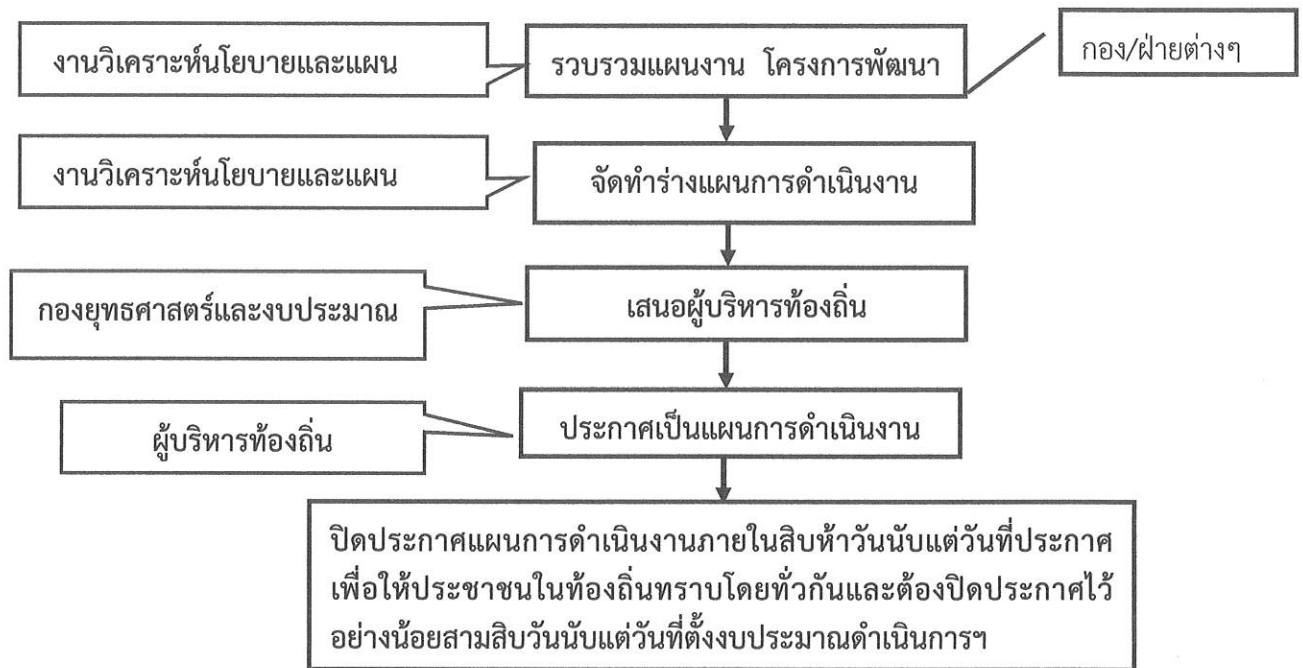 งานวิเคราะห์นโยบายและแผน
รวบรวมแผนงาน โครงการพัฒนา
กอง/ฝ่ายต่างๆ
งานวิเคราะห์นโยบายและแผน
จัดทำร่างแผนการดำเนินงาน
กองยุทธศาสตร์และงบประมาณ
เสนอผู้บริหารท้องถิ่น
ผู้บริหารท้องถิ่น
ประกาศเป็นแผนการดำเนินงาน
ปิดประกาศแผนการดำเนินงานภายในสิบห้าวันนับแต่วันที่ประกาศ
เพื่อให้ประชาชนในท้องถิ่นทราบโดยทั่วกันและต้องปิดประกาศไว้
อย่างน้อยสามสิบวันนับแต่วันที่ตั้งงบประมาณดำเนินการฯ